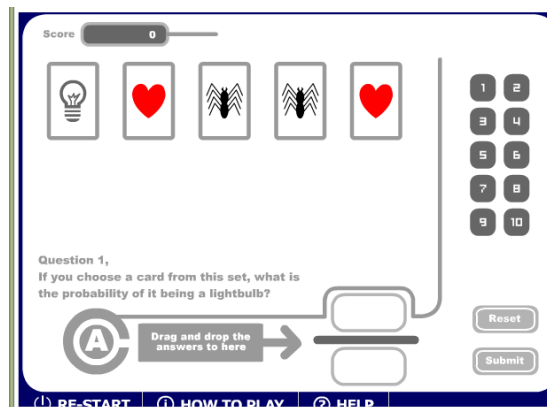 Score 0
1 2
3 4
5 6
7 8
9 10
Question 1,
If you choose a card from this set, what is
the probability of it being a lightbulb?
A
Drag and drop the
answers to here
Reset
Submit
RE-START HOW TO PLAY HELP